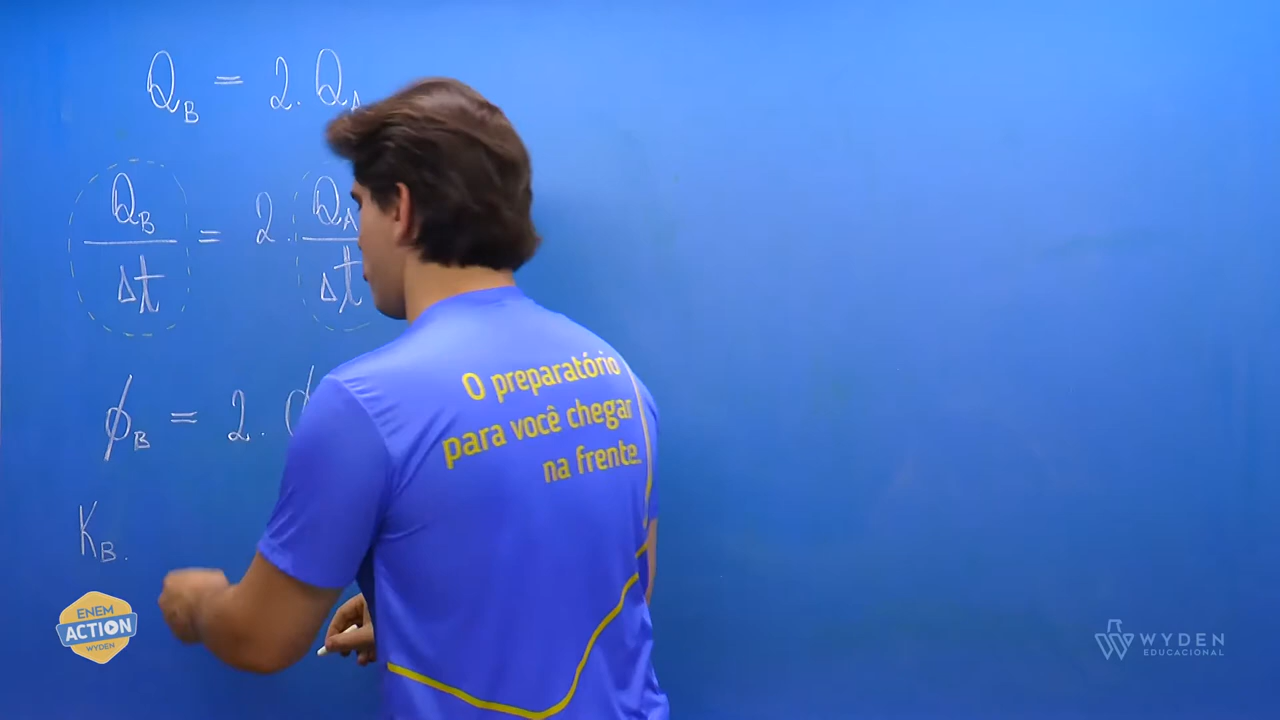 Q_B = 2. Q_A
Q_B/Δt = 2. Q_A/Δt
ϕ_B = 2. ϕ
K_B.
O preparatório
para você chegar
na frente.
ENEM
ACTION
WYDEN
WYDEN
EDUCACIONAL